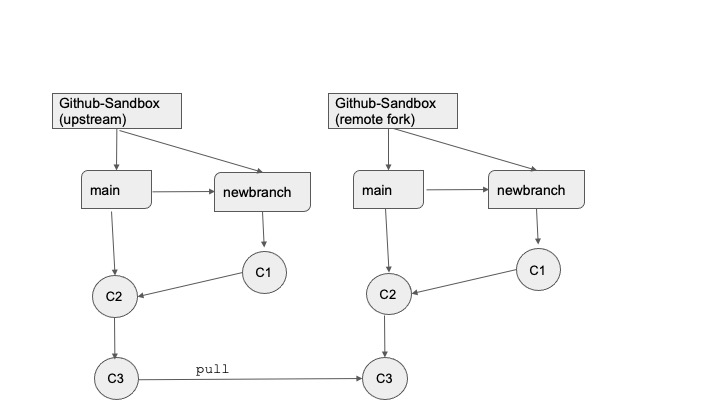 Github-Sandbox
(upstream)
Github-Sandbox
(remote fork)
main
newbranch
main
newbranch
C1
C1
C2
C2
pull
C3
C3